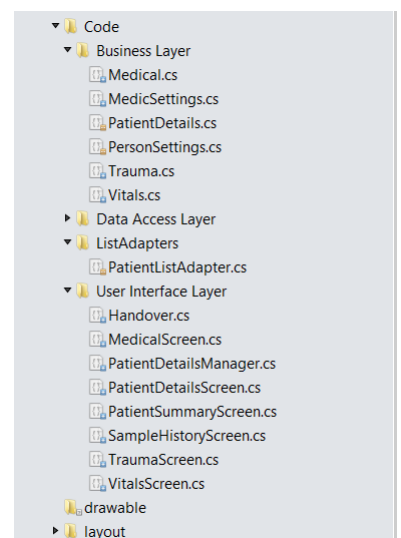 Code
Business Layer
Medical.cs
MedicSettings.cs
PatientDetails.cs
PersonSettings.cs
Trauma.cs
Vitals.cs
Data Access Layer
ListAdapters
PatientListAdapter.cs
User Interface Layer
Handover.cs
MedicalScreen.cs
PatientDetailsManager.cs
PatientDetailsScreen.cs
PatientSummaryScreen.cs
SampleHistoryScreen.cs
TraumaScreen.cs
VitalsScreen.cs
drawable
layout